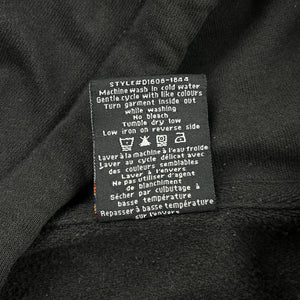 STYLE#D1606-1844
Machine wash in cold water
Gentle cycle with like colours
Turn garment inside out
while washing
No bleach
Tumble dry low
Low iron on reverse side
Laver à la machine à l'eau froide
Laver au cycle délicat avec
des couleurs semblables
Laver à l'envers
Ne pas utiliser d'agent
de blanchiment
Sécher par culbutage à
basse température
Repasser à basse température
sur l'envers